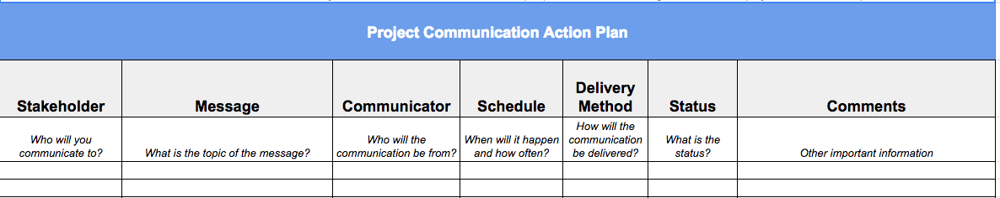 Project Communication Action Plan
Stakeholder
Message
Communicator
Schedule
Delivery
Method
Status
Comments
Who will you
communicate to?
What is the topic of the message?
Who will the
communication be from?
When will it happen
and how often?
How will the
communication
be delivered?
What is the
status?
Other important information